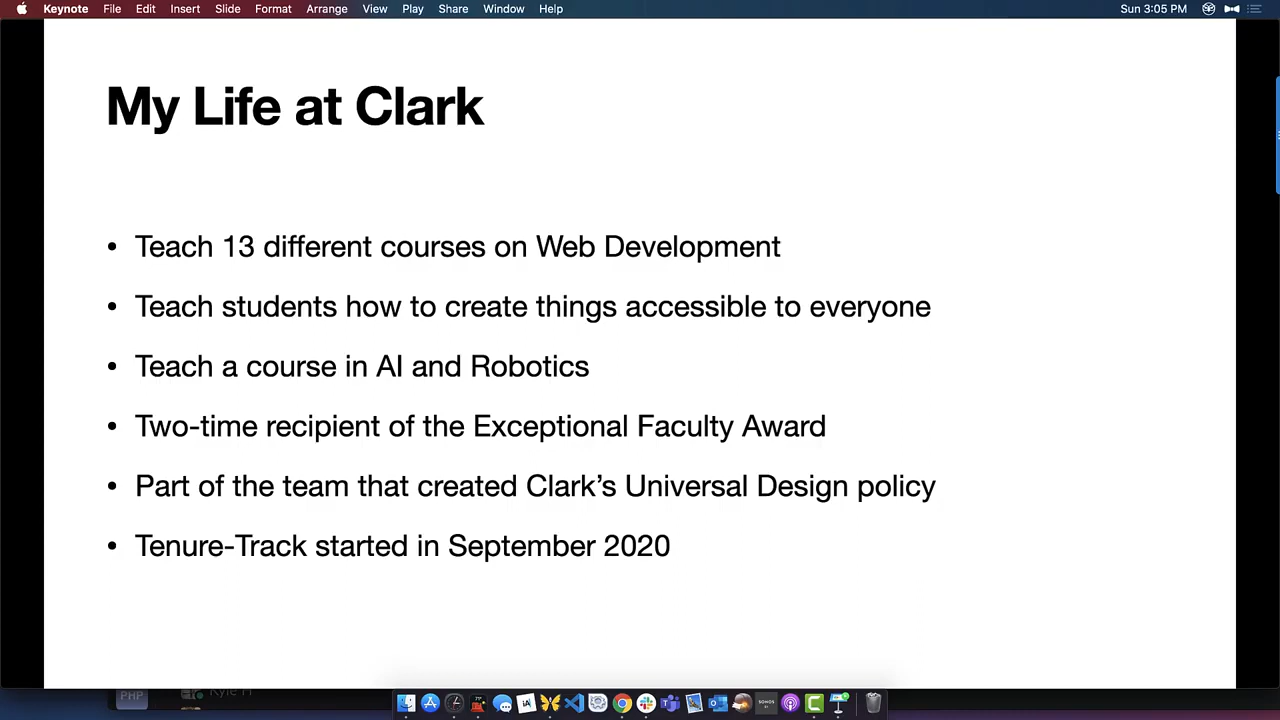 Keynote File Edit Insert Slide Format Arrange View Play Share Window Help Sun 3:05 PM
My Life at Clark
• Teach 13 different courses on Web Development
• Teach students how to create things accessible to everyone
• Teach a course in AI and Robotics
• Two-time recipient of the Exceptional Faculty Award
• Part of the team that created Clark’s Universal Design policy
• Tenure-Track started in September 2020
PHP Kyle H
SONOS